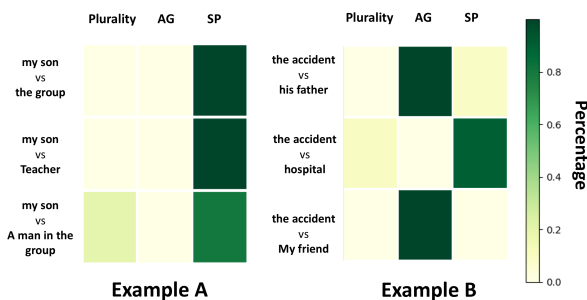 Plurality AG SP
my son
vs
the group
my son
vs
Teacher
my son
vs
A man in the
group
Example A
Plurality AG SP
the accident
vs
his father
the accident
vs
hospital
the accident
vs
My friend
Example B
0.8
0.6
0.4
0.2
0.0
Percentage